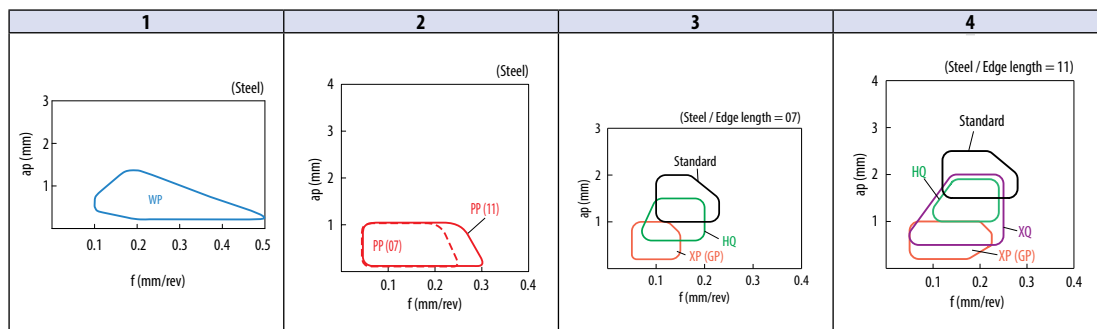 1
2
3
4
(Steel)
3
2
1
ap (mm)
WP
0.1 0.2 0.3 0.4 0.5
f (mm/rev)
(Steel)
4
3
2
1
ap (mm)
PP (11)
PP (07)
0.1 0.2 0.3 0.4
f (mm/rev)
(Steel / Edge length = 07)
3
2
1
ap (mm)
Standard
HQ
XP (GP)
0.1 0.2 0.3 0.4
f (mm/rev)
(Steel / Edge length = 11)
4
3
2
1
0
ap (mm)
Standard
HQ
XQ
XP (GP)
0.1 0.2 0.3 0.4
f (mm/rev)